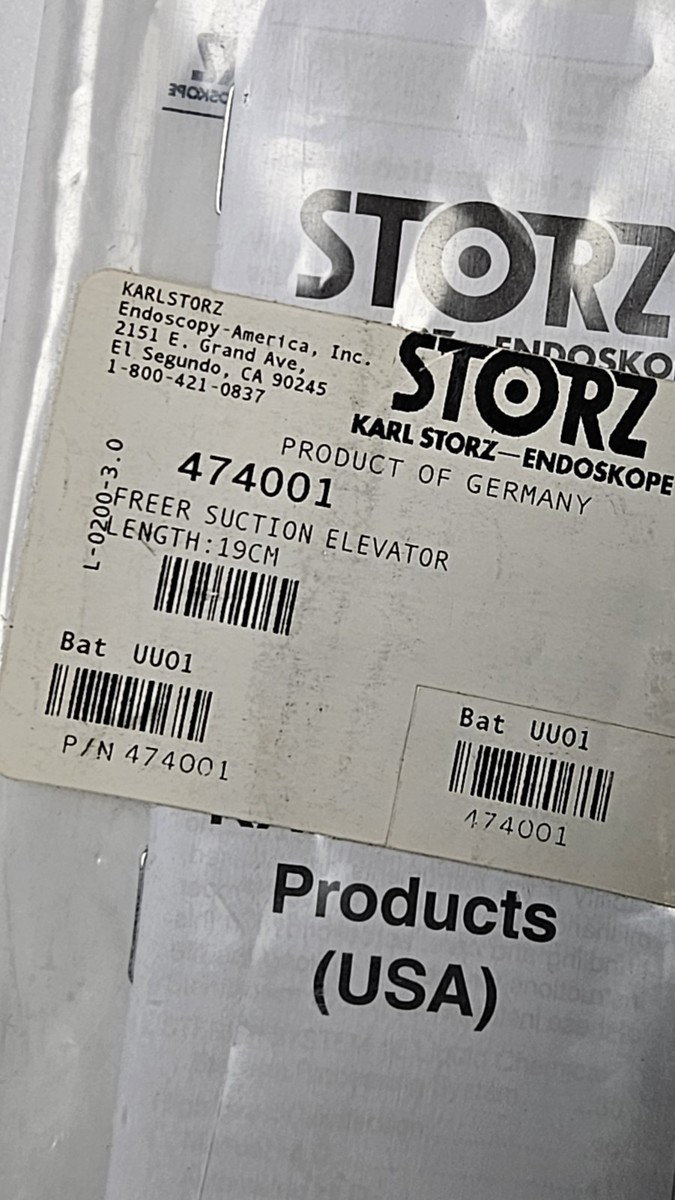 STORZ
ENDOSKO
KARLSTORZ
Endoscopy-America, Inc.
2151 E. Grand Ave,
El Segundo, CA 90245
1-800-421-0837
STORZ
KARL STORZ—ENDOSKOPE
PRODUCT OF GERMANY
474001
FREER SUCTION ELEVATOR
LENGTH:19CM
L-0200-3.0
Bat UU01
P/N 474001
Bat UU01
474001
Products
(USA)